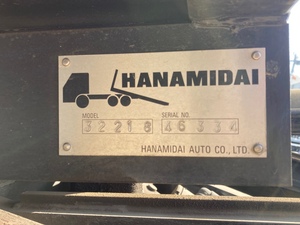 HANAMIDAI
MODEL SERIAL NO.
HANAMIDAI AUTO CO., LTD.